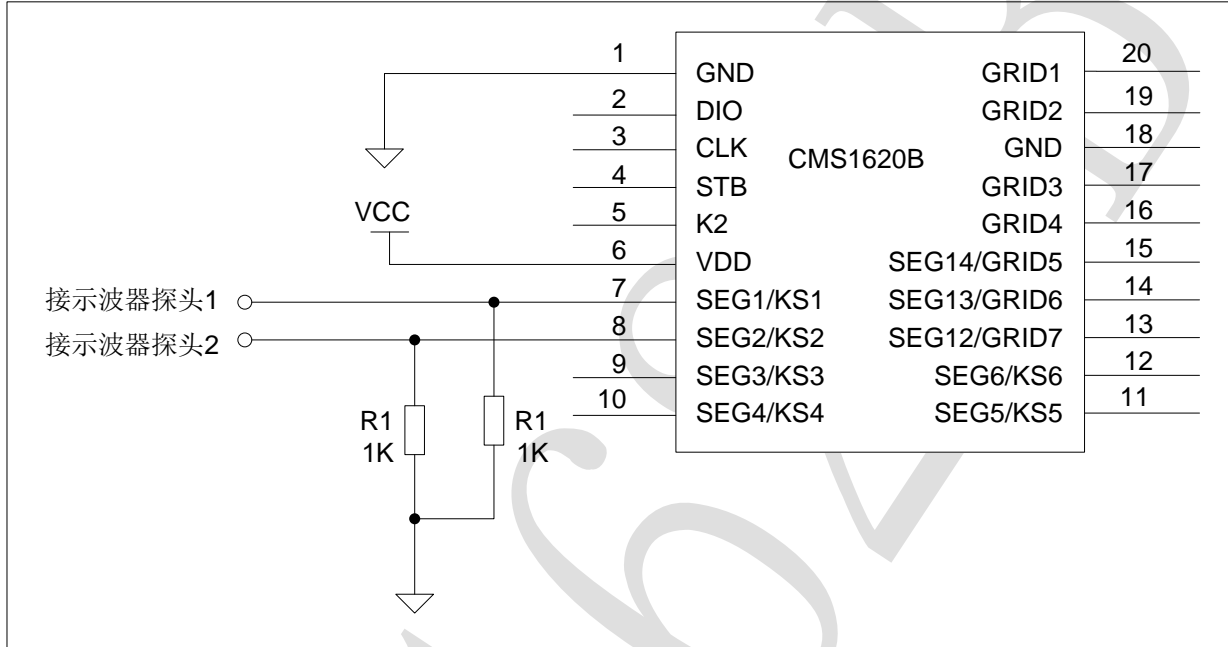 1
GND
GRID1
20
2
DIO
GRID2
19
3
CLK
CMS1620B
GND
18
4
STB
GRID3
17
VCC
5
K2
GRID4
16
6
VDD
SEG14/GRID5
15
接示波器探头1
7
SEG1/KS1
SEG13/GRID6
14
接示波器探头2
8
SEG2/KS2
SEG12/GRID7
13
9
SEG3/KS3
SEG6/KS6
12
10
SEG4/KS4
SEG5/KS5
11
R1
1K
R1
1K